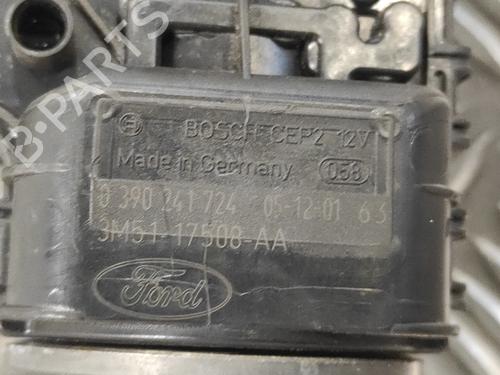 B-PARTS
BOSCH CEP2 12V
Made in Germany 058
0 390 241 724 05-12-01 63
3M51-17508-AA
Ford